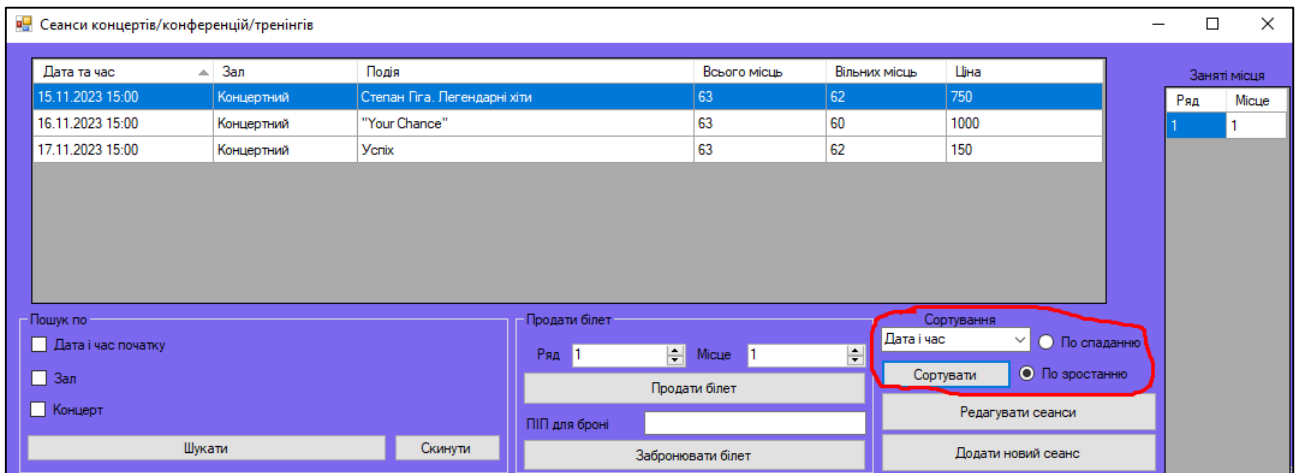 Сеанси концертів/конференцій/тренінгів
Дата та час Зал Подія Всього місць Вільних місць Ціна
15.11.2023 15:00 Концертний Степан Гіга. Легендарні хіти 63 62 750
16.11.2023 15:00 Концертний "Your Chance" 63 60 1000
17.11.2023 15:00 Концертний Успіх 63 62 150
Заняті місця
Ряд Місце
1 1
Пошук по
Дата і час початку
Зал
Концерт
Шукати Скинути
Продати білет
Ряд 1 Місце 1
Продати білет
ПІП для броні
Забронювати білет
Сортування
Дата і час По спаданню
Сортувати По зростанню
Редагувати сеанси
Додати новий сеанс